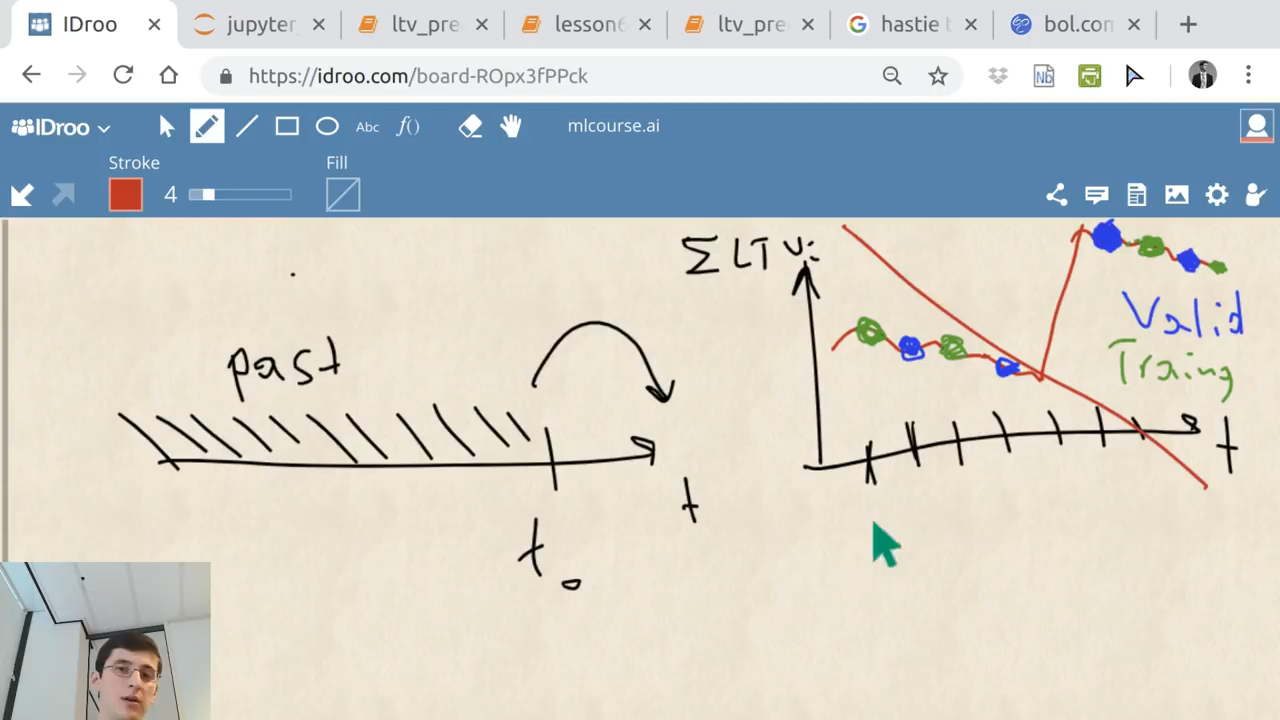 IDroo
jupyter
ltv_pre
lesson6
ltv_pre
hastie t
bol.com
https://idroo.com/board-ROpx3fPPck
IDroo
Abc
f()
mlcourse.ai
Stroke
Fill
4
Σ LTVi
Valid
Traing
past
t
t
t0